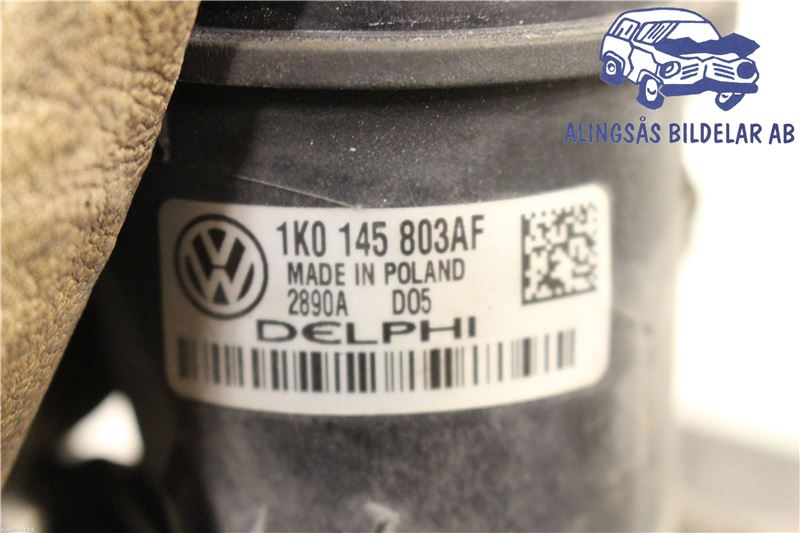 ALINGSÅS BILDELAR AB
1K0 145 803AF
MADE IN POLAND
2890A D05
DELPHI